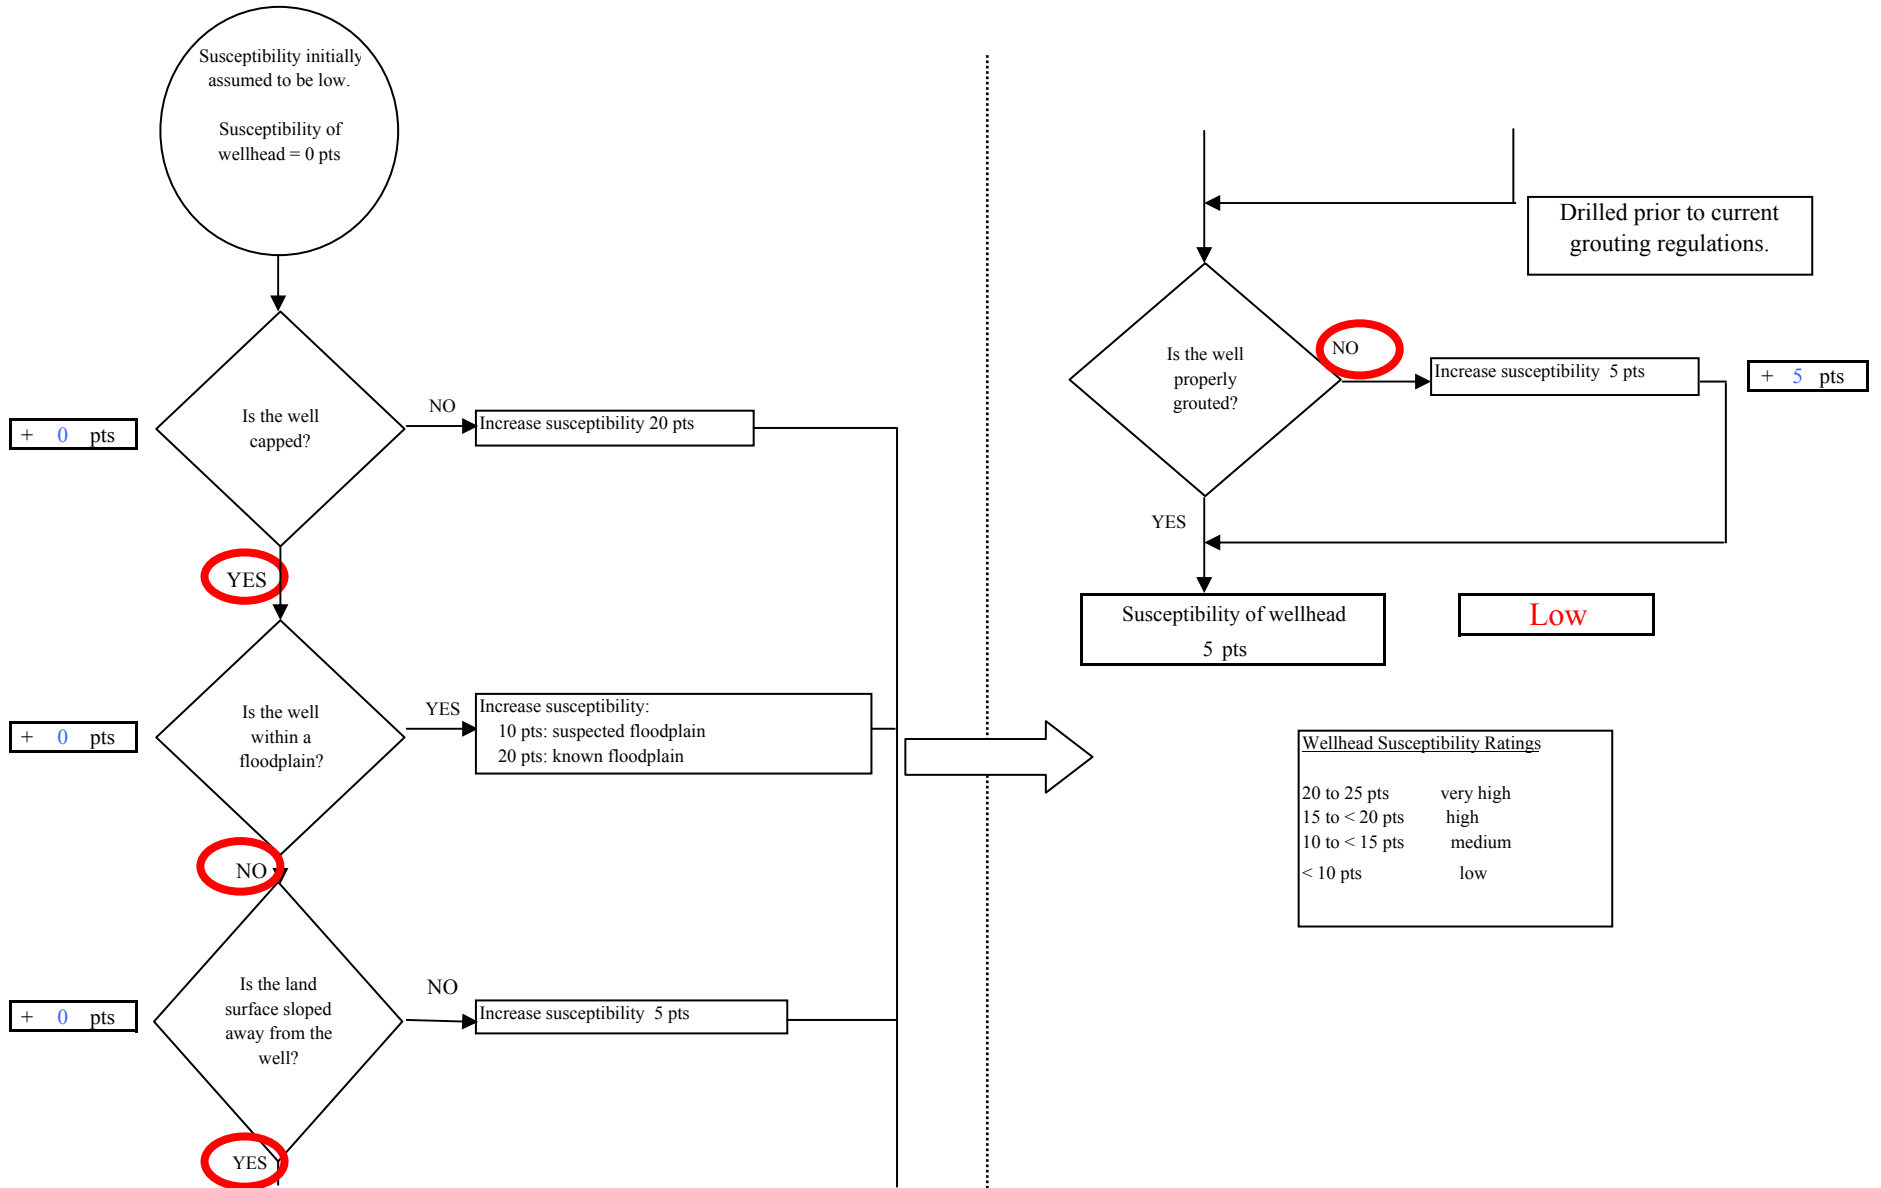 Susceptibility initially
assumed to be low.
Susceptibility of
wellhead = 0 pts
+ 0 pts
Is the well
capped?
NO
Increase susceptibility 20 pts
YES
+ 0 pts
Is the well
within a
floodplain?
YES
Increase susceptibility:
10 pts: suspected floodplain
20 pts: known floodplain
NO
+ 0 pts
Is the land
surface sloped
away from the
well?
NO
Increase susceptibility 5 pts
YES
Drilled prior to current
grouting regulations.
Is the well
properly
grouted?
NO
Increase susceptibility 5 pts
+ 5 pts
YES
Susceptibility of wellhead
5 pts
Low
Wellhead Susceptibility Ratings
20 to 25 pts very high
15 to < 20 pts high
10 to < 15 pts medium
< 10 pts low